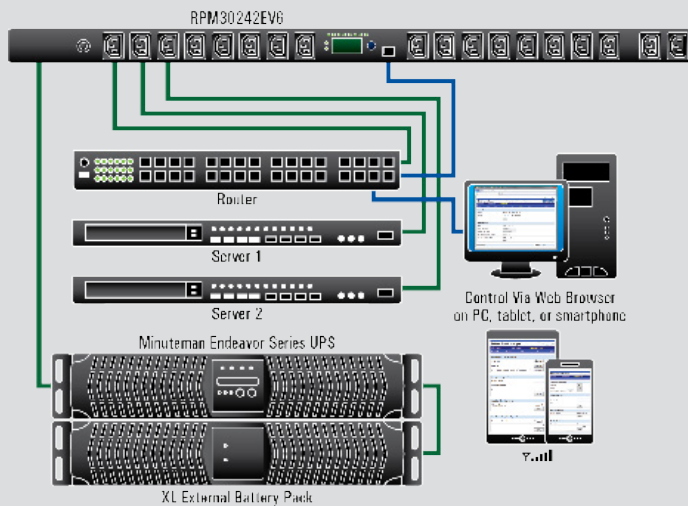 RPM30242EV6
Router
Server 1
Server 2
Control Via Web Browser
on PC, tablet, or smartphone
Minuteman Endeavor Series UPS
XL External Battery Pack